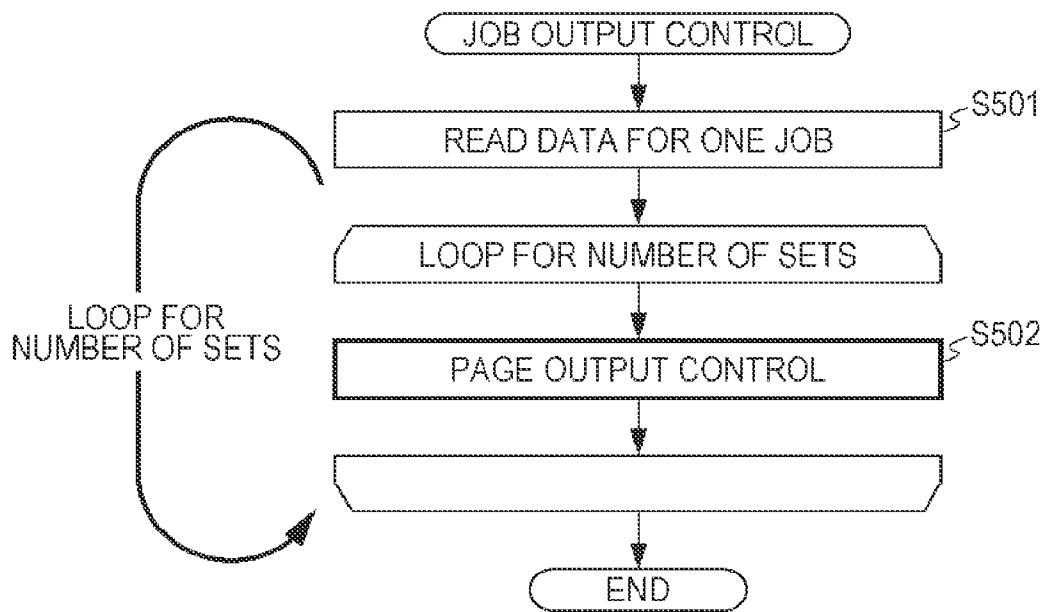 JOB OUTPUT CONTROL
S501
READ DATA FOR ONE JOB
LOOP FOR NUMBER OF SETS
LOOP FOR
NUMBER OF SETS
S502
PAGE OUTPUT CONTROL
END